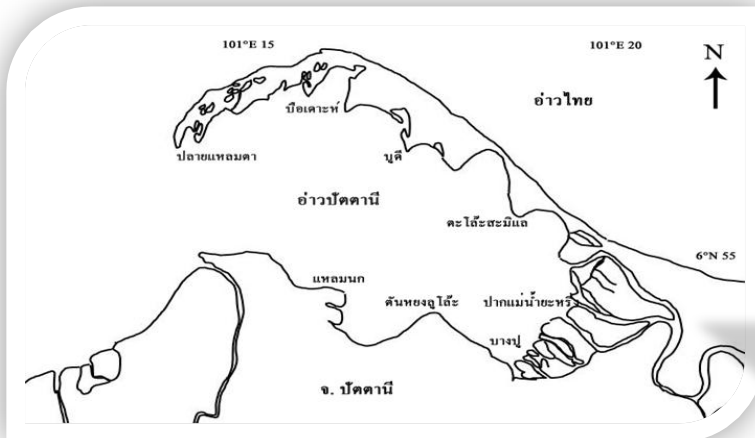 101°E 15
101°E 20
N
อ่าวไทย
บือเตาะห์
ปลายแหลมตา
บูดี
อ่าวปัตตานี
ตะโล๊ะสะมิแล
6°N 55
แหลมนก
ตันหยงลูโล๊ะ
ปากแม่น้ำยะหริ่ง
บางปู
จ. ปัตตานี